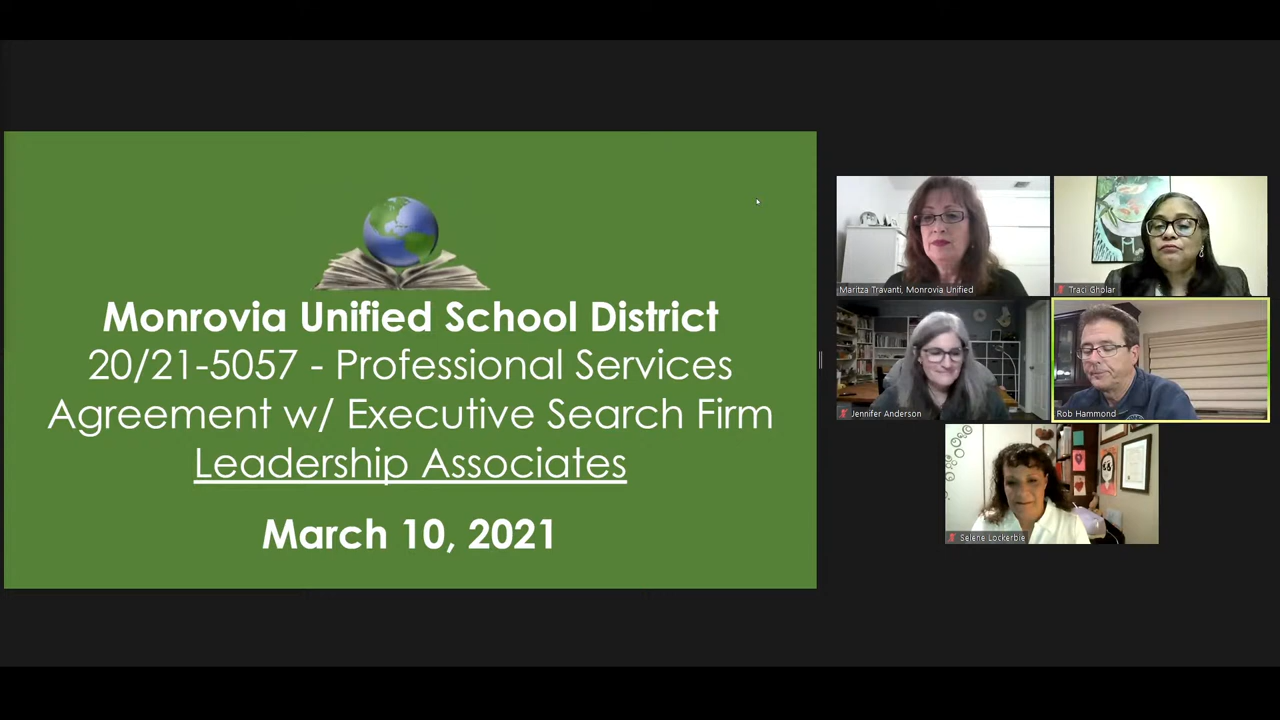 Monrovia Unified School District
20/21-5057 - Professional Services
Agreement w/ Executive Search Firm
Leadership Associates
March 10, 2021
Maritza Travanti, Monrovia Unified
Traci Gholar
Jennifer Anderson
Rob Hammond
Selene Lockerbie